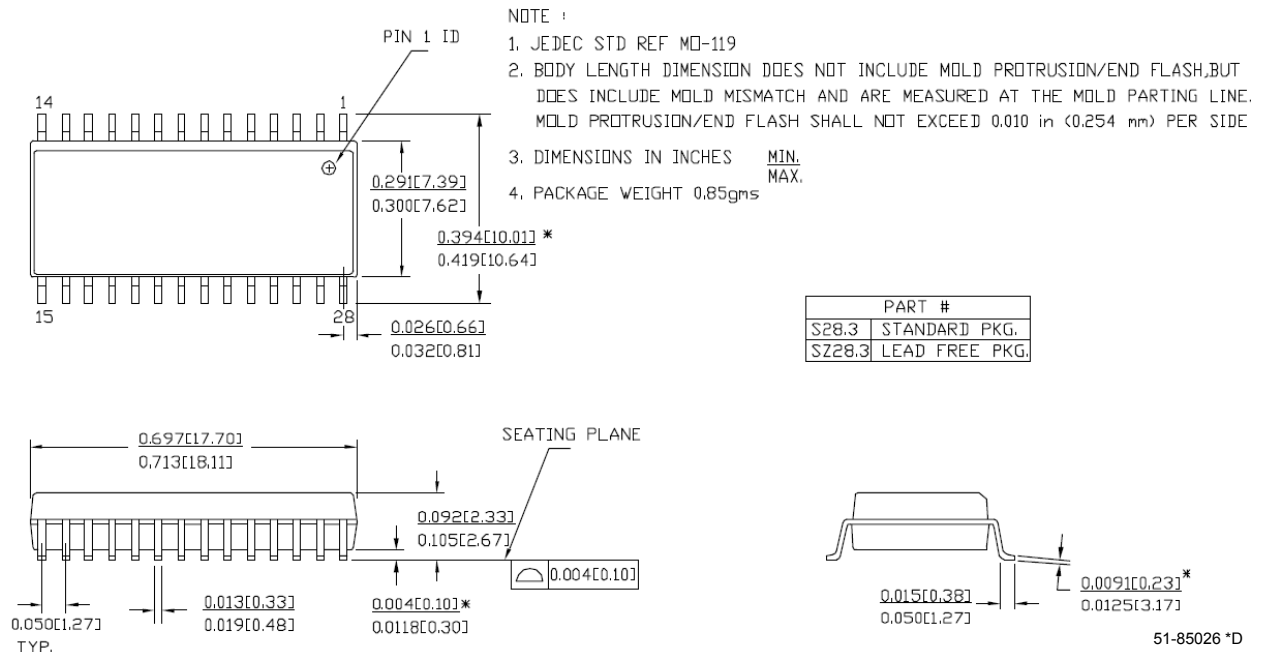 NOTE :
1. JEDEC STD REF MO-119
2. BODY LENGTH DIMENSION DOES NOT INCLUDE MOLD PROTRUSION/END FLASH,BUT
DOES INCLUDE MOLD MISMATCH AND ARE MEASURED AT THE MOLD PARTING LINE.
MOLD PROTRUSION/END FLASH SHALL NOT EXCEED 0.010 in (0.254 mm) PER SIDE
3. DIMENSIONS IN INCHES MIN.
MAX.
4. PACKAGE WEIGHT 0.85gms
PIN 1 ID
14
1
0.291[7.39]
0.300[7.62]
0.394[10.01] *
0.419[10.64]
15
28
0.026[0.66]
0.032[0.81]
PART #
S28.3 STANDARD PKG.
SZ28.3 LEAD FREE PKG.
0.697[17.70]
0.713[18.11]
SEATING PLANE
0.092[2.33]
0.105[2.67]
0.004[0.10]
0.050[1.27]
TYP.
0.013[0.33]
0.019[0.48]
0.004[0.10]*
0.0118[0.30]
0.015[0.38]
0.050[1.27]
0.0091[0.23]*
0.0125[3.17]
51-85026 *D